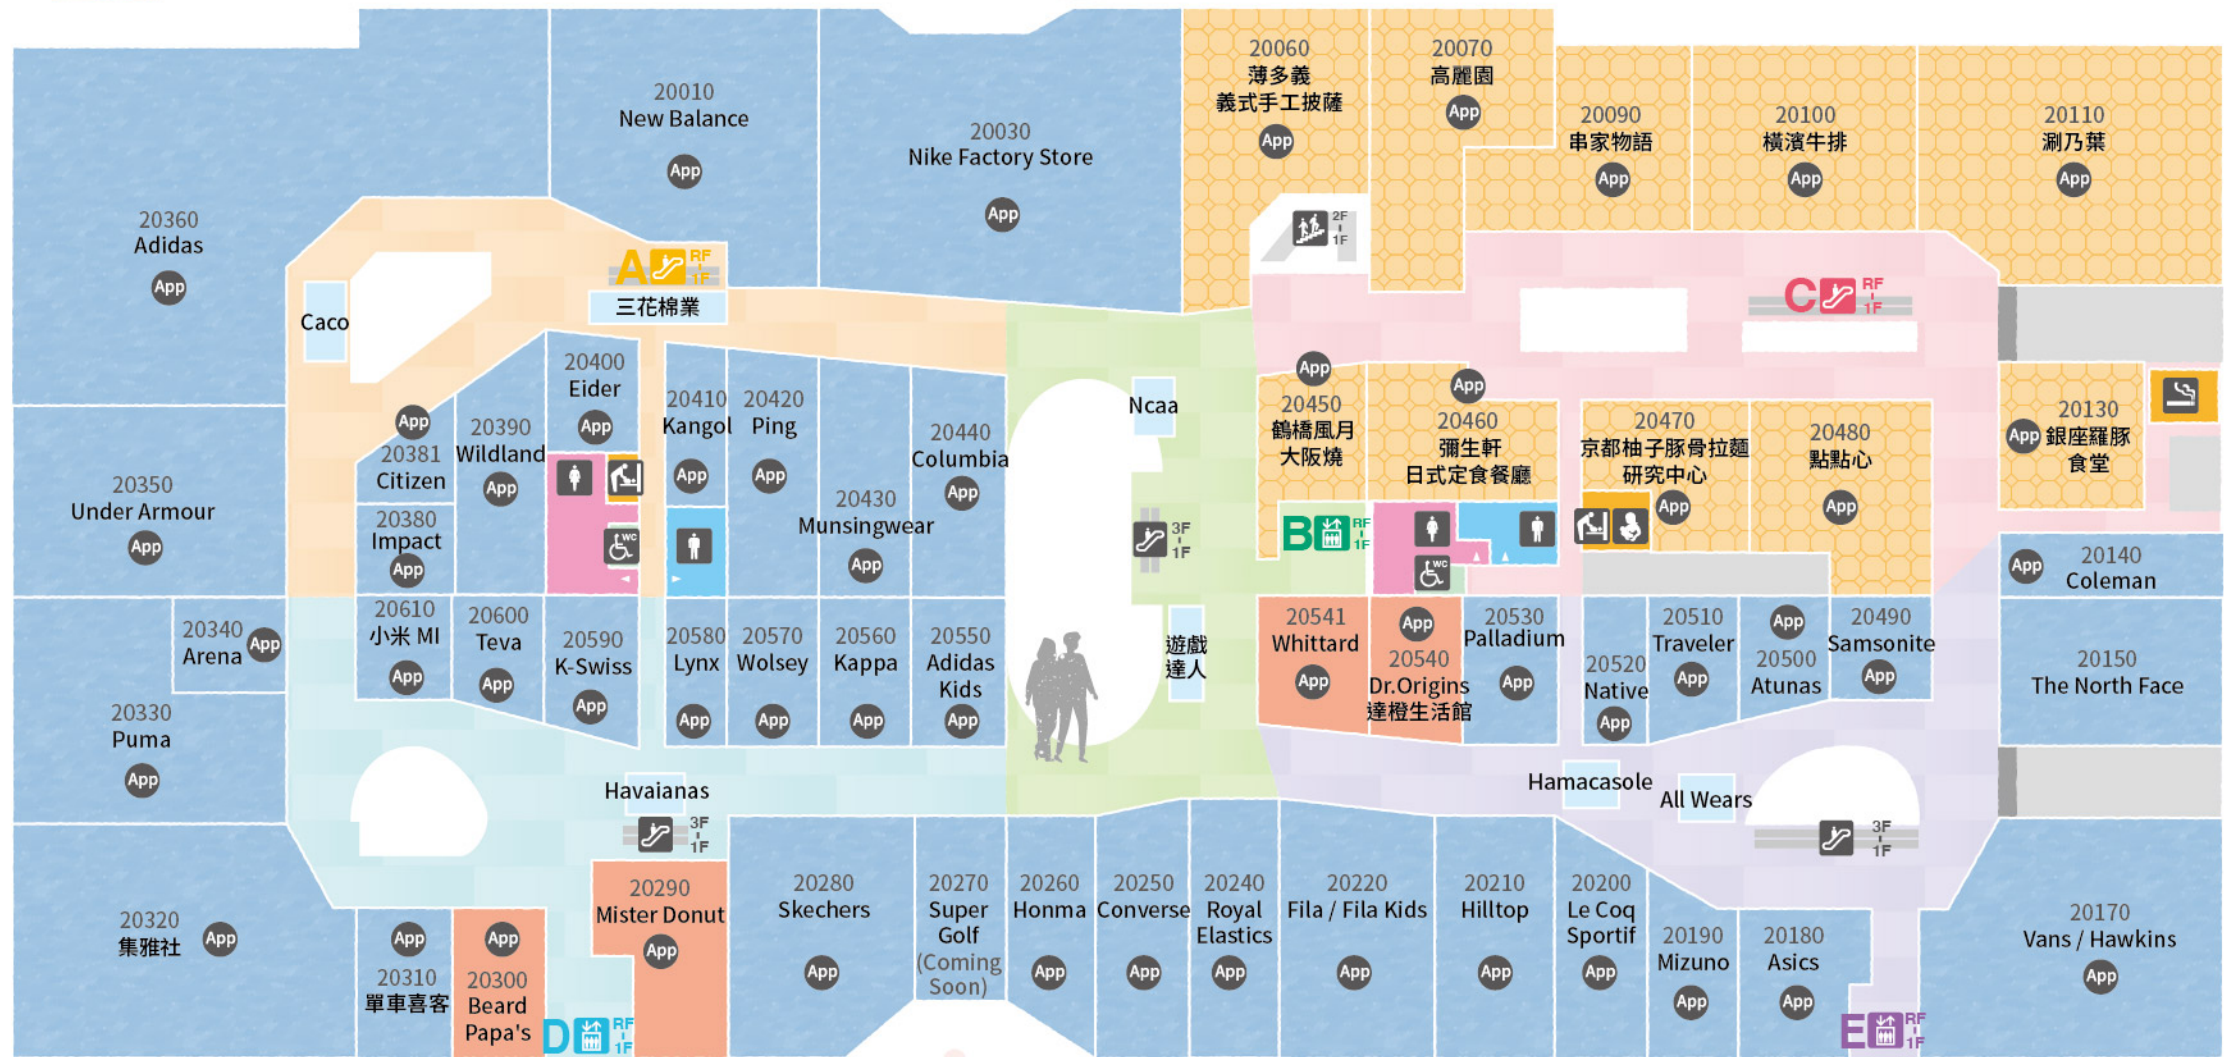 20010
New Balance
App
20030
Nike Factory Store
App
20060
薄多義
義式手工披薩
App
20070
高麗園
App
20090
串家物語
App
20100
橫濱牛排
App
20110
涮乃葉
App
20360
Adidas
App
A
RF
1F
三花棉業
Caco
2F
1F
C
RF
1F
20400
Eider
App
20410
Kangol
App
20420
Ping
App
20430
Munsingwear
App
20440
Columbia
App
Ncaa
App
20450
鶴橋風月
大阪燒
App
20460
彌生軒
日式定食餐廳
20470
京都柚子豚骨拉麵
研究中心
App
20480
點點心
App
20130
銀座羅豚
食堂
App
20390
Wildland
App
App
20381
Citizen
20380
Impact
App
20350
Under Armour
App
WC
3F
1F
B
RF
1F
WC
20140
Coleman
App
20340
Arena
App
20610
小米 MI
App
20600
Teva
App
20590
K-Swiss
App
20580
Lynx
App
20570
Wolsey
App
20560
Kappa
App
20550
Adidas
Kids
App
遊戲
達人
20541
Whittard
App
App
20540
Dr.Origins
達橙生活館
20530
Palladium
App
20520
Native
App
20510
Traveler
App
App
20500
Atunas
20490
Samsonite
App
20150
The North Face
20330
Puma
App
Havaianas
3F
1F
Hamacasole
All Wears
3F
1F
20320
集雅社
App
App
20310
單車喜客
App
20300
Beard
Papa's
D
RF
1F
20290
Mister Donut
App
20280
Skechers
App
20270
Super
Golf
(Coming
Soon)
20260
Honma
App
20250
Converse
App
20240
Royal
Elastics
App
20220
Fila / Fila Kids
App
20210
Hilltop
App
20200
Le Coq
Sportif
App
20190
Mizuno
App
20180
Asics
App
E
RF
1F
20170
Vans / Hawkins
App